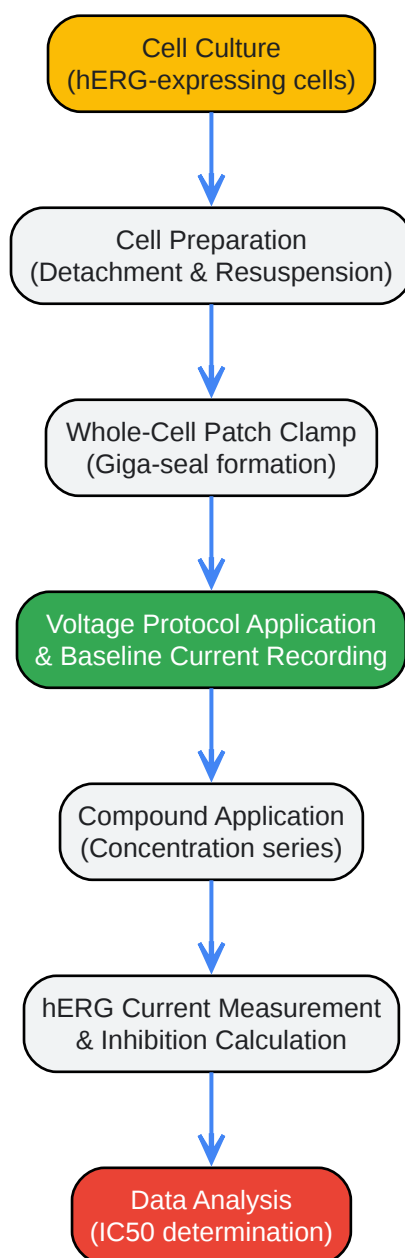 Cell Culture
(hERG-expressing cells)
Cell Preparation
(Detachment & Resuspension)
Whole-Cell Patch Clamp
(Giga-seal formation)
Voltage Protocol Application
& Baseline Current Recording
Compound Application
(Concentration series)
hERG Current Measurement
& Inhibition Calculation
Data Analysis
(IC50 determination)